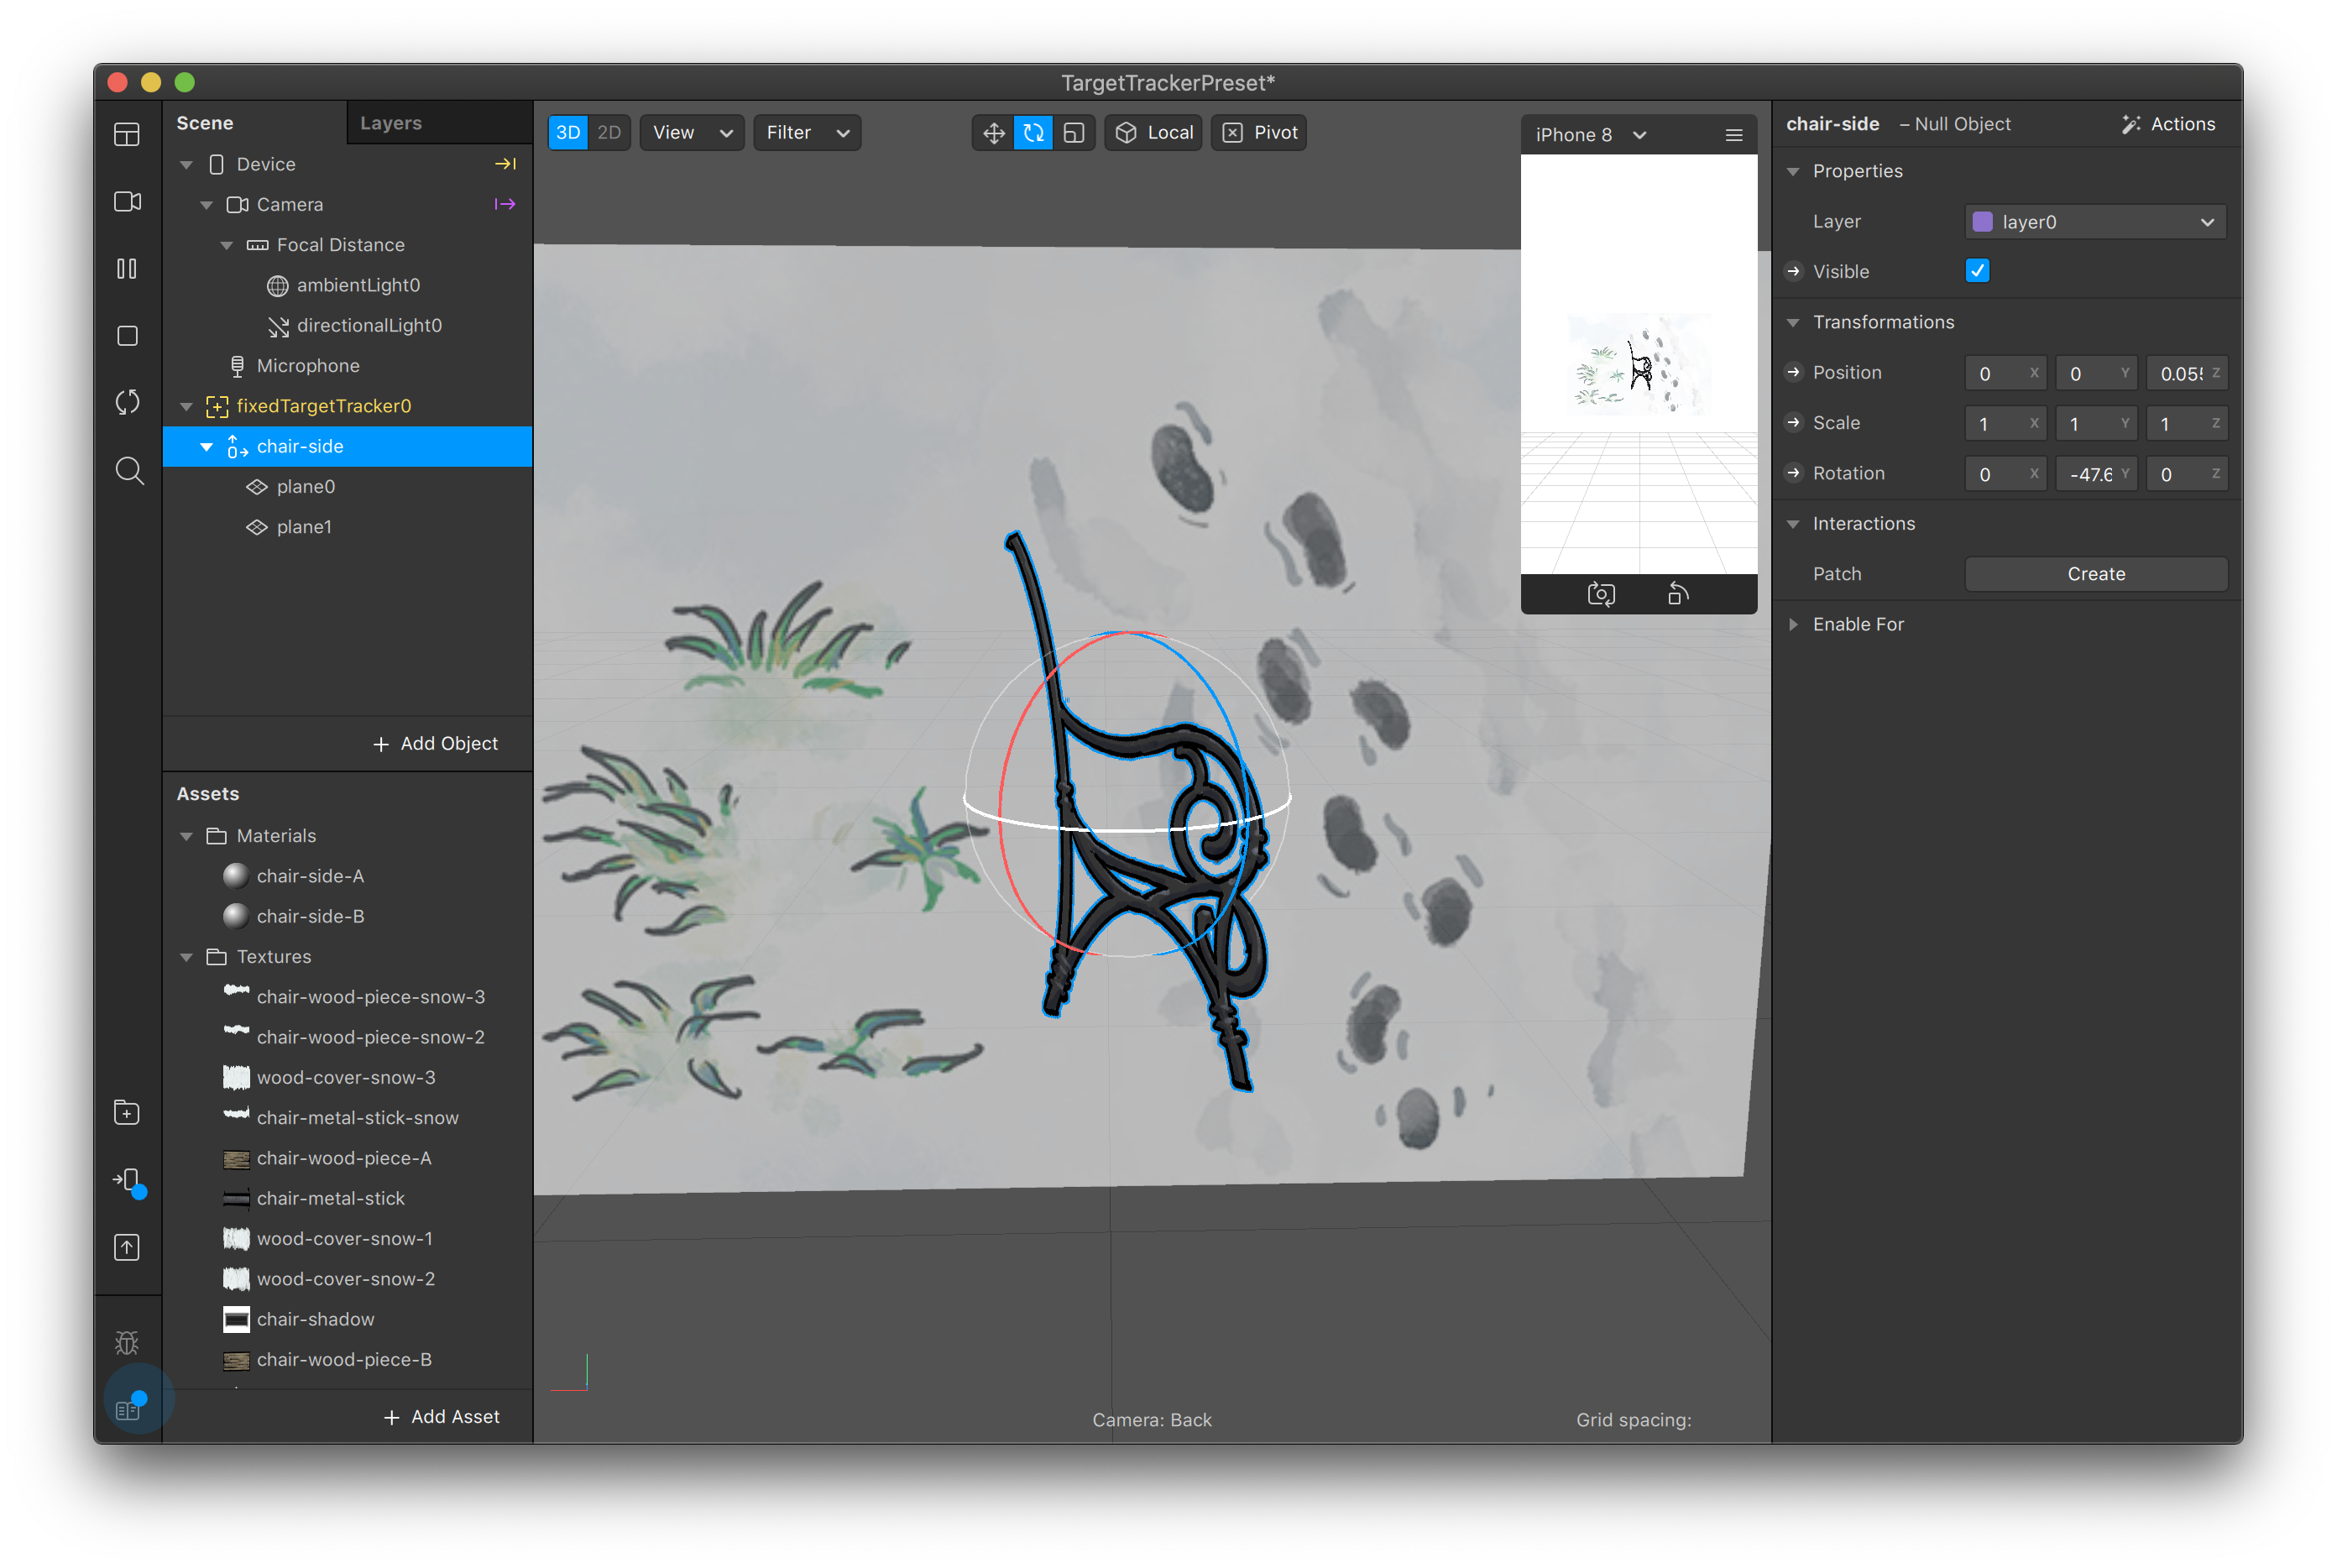 TargetTrackerPreset*
Scene
Layers
Device
Camera
Focal Distance
ambientLight0
directionalLight0
Microphone
fixedTargetTracker0
chair-side
plane0
plane1
+ Add Object
Assets
Materials
chair-side-A
chair-side-B
Textures
chair-wood-piece-snow-3
chair-wood-piece-snow-2
wood-cover-snow-3
chair-metal-stick-snow
chair-wood-piece-A
chair-metal-stick
wood-cover-snow-1
wood-cover-snow-2
chair-shadow
chair-wood-piece-B
+ Add Asset
3D 2D View Filter Local Pivot
iPhone 8
Camera: Back
Grid spacing:
chair-side – Null Object Actions
Properties
Layer layer0
Visible
Transformations
Position 0 X 0 Y 0.055 Z
Scale 1 X 1 Y 1 Z
Rotation 0 X -47.6 Y 0 Z
Interactions
Patch Create
Enable For